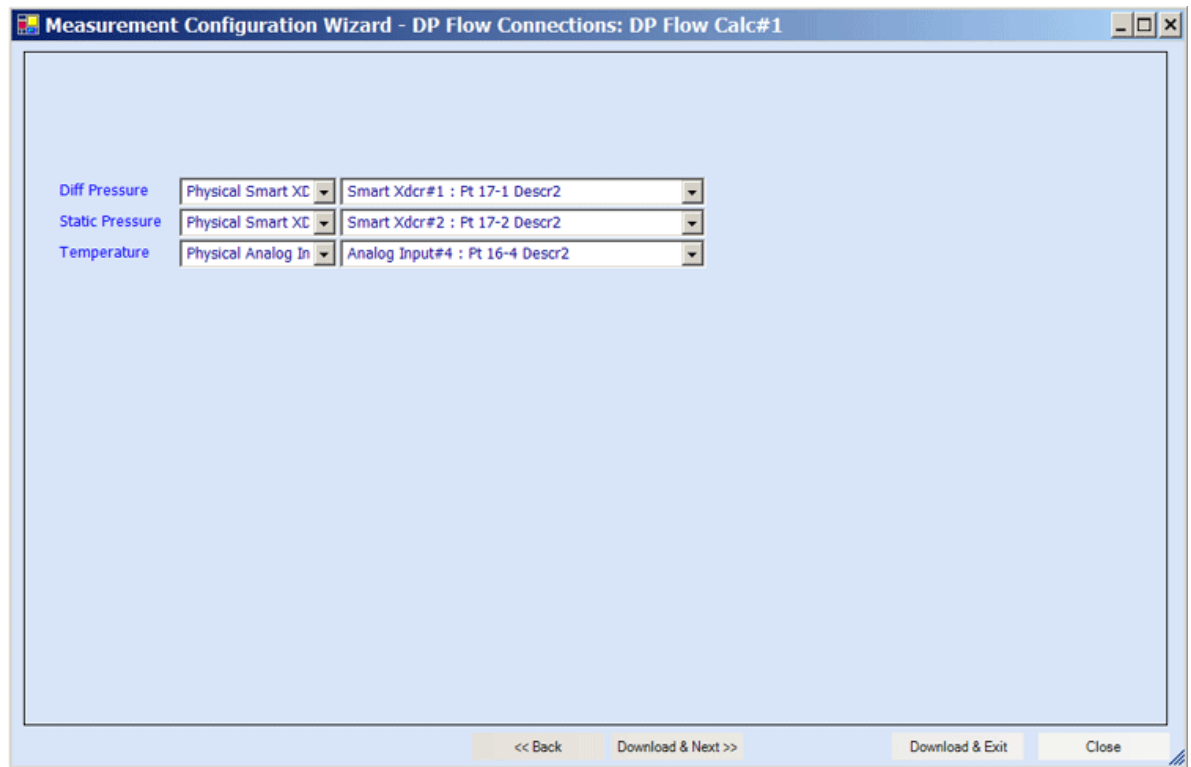 Measurement Configuration Wizard - DP Flow Connections: DP Flow Calc#1
Diff Pressure Physical Smart XD Smart Xdcr#1 : Pt 17-1 Descr2
Static Pressure Physical Smart XD Smart Xdcr#2 : Pt 17-2 Descr2
Temperature Physical Analog In Analog Input#4 : Pt 16-4 Descr2
<< Back Download & Next >> Download & Exit Close